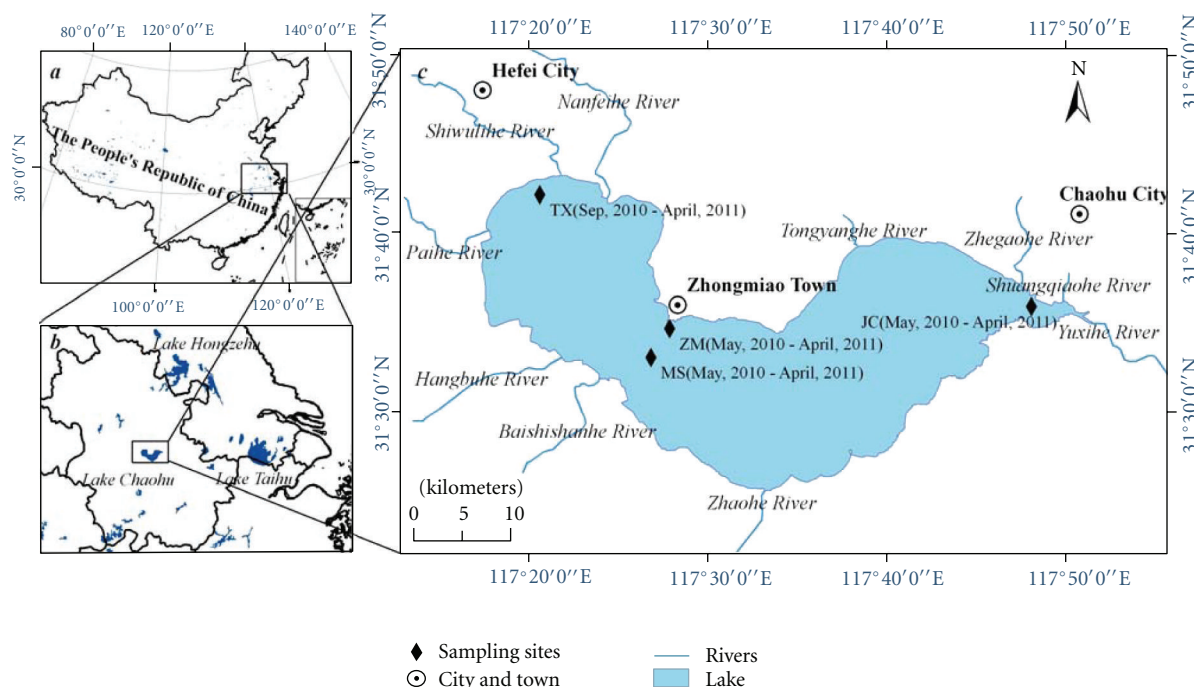 80°0′0″E 120°0′0″E 140°0′0″E
a
The People's Republic of China
30°0′0″N
30°0′0″N
100°0′0″E 120°0′0″E
b
Lake Hongzehu
Lake Chaohu
Lake Taihu
117°20′0″E 117°30′0″E 117°40′0″E 117°50′0″E
31°50′0″N
31°40′0″N
31°30′0″N
c
Hefei City
Nanfeihe River
Shiwulihe River
N
TX(Sep, 2010 - April, 2011)
Chaohu City
Paihe River
Tongyanghe River
Zhegaohe River
Zhongmiao Town
Shuangqiaohe River
JC(May, 2010 - April, 2011)
Yuxihe River
ZM(May, 2010 - April, 2011)
MS(May, 2010 - April, 2011)
Hangbuhe River
Baishishanhe River
Zhaohe River
(kilometers)
0 5 10
31°50′0″N
31°40′0″N
31°30′0″N
117°20′0″E 117°30′0″E 117°40′0″E 117°50′0″E
Sampling sites
City and town
Rivers
Lake